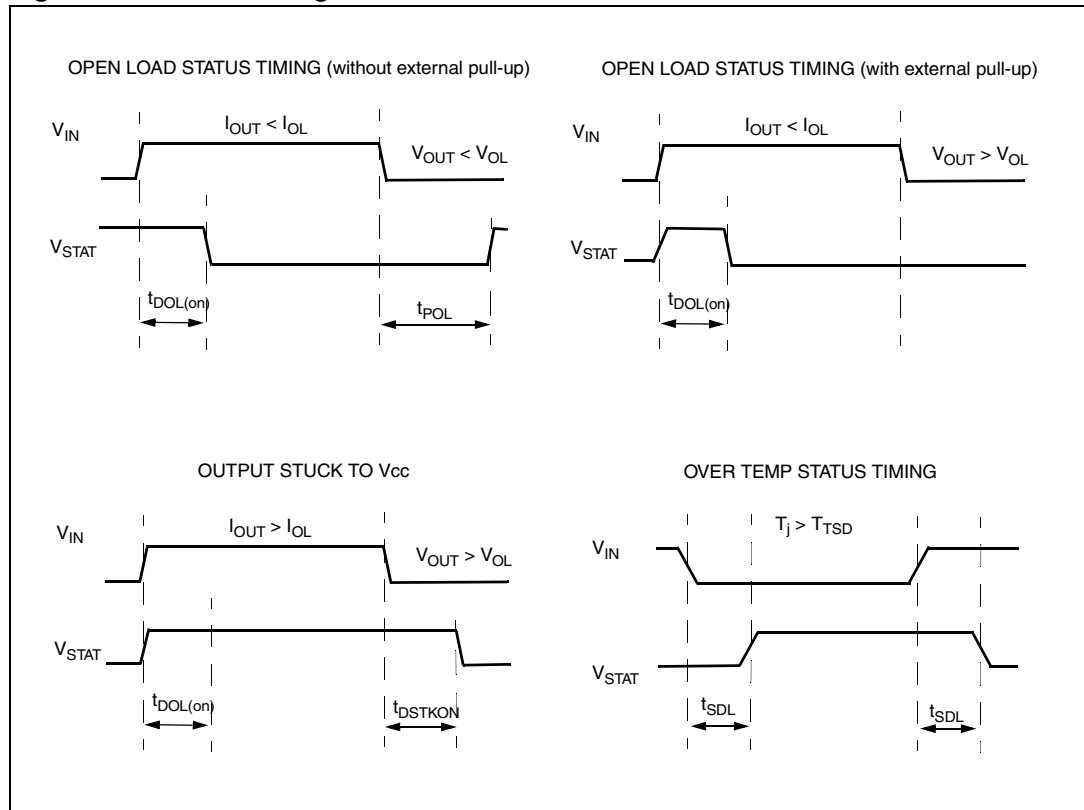 OPEN LOAD STATUS TIMING (without external pull-up)
VIN
IOUT < IOL
VOUT < VOL
VSTAT
tDOL(on)
tPOL
OPEN LOAD STATUS TIMING (with external pull-up)
VIN
IOUT < IOL
VOUT > VOL
VSTAT
tDOL(on)
OUTPUT STUCK TO Vcc
VIN
IOUT > IOL
VOUT > VOL
VSTAT
tDOL(on)
tDSTKON
OVER TEMP STATUS TIMING
VIN
Tj > TTSD
VSTAT
tSDL
tSDL